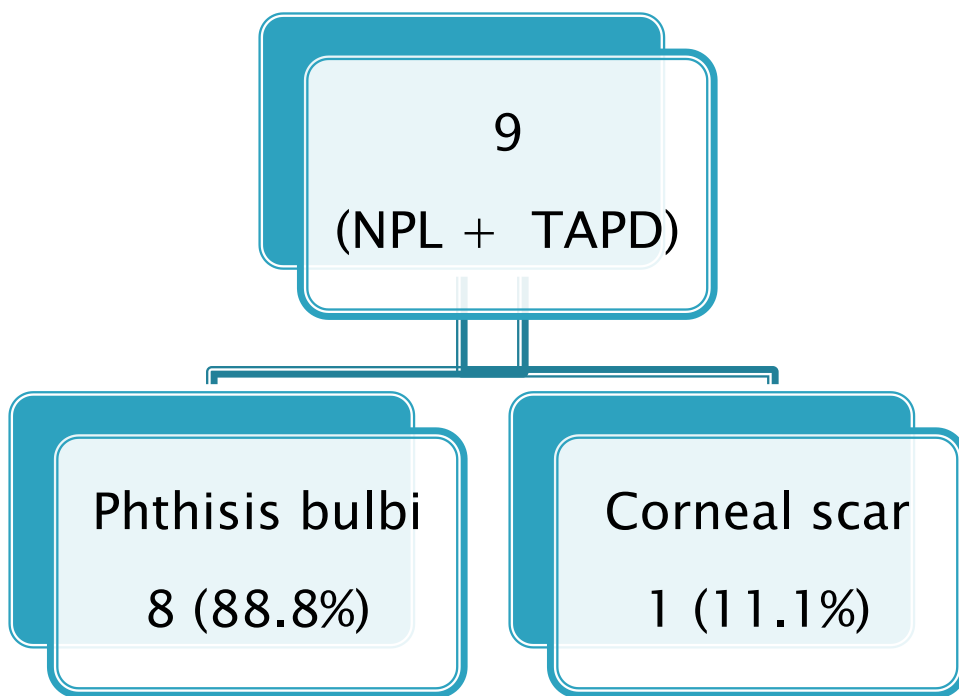 9
(NPL + TAPD)
Phthisis bulbi
8 (88.8%)
Corneal scar
1 (11.1%)